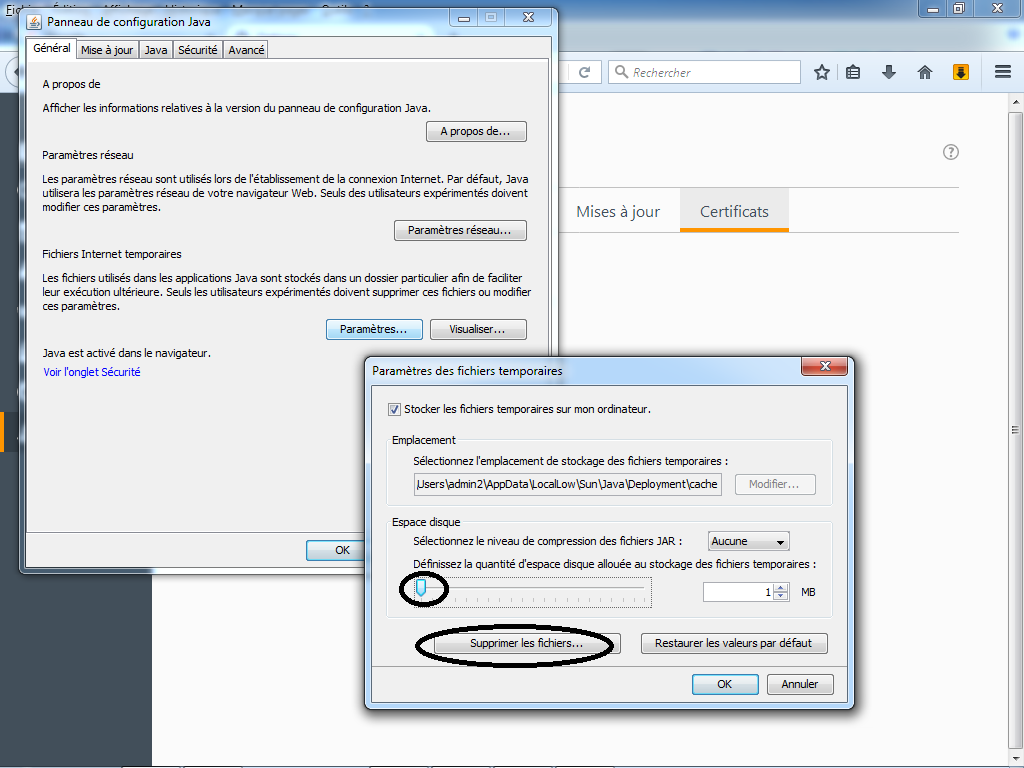 Panneau de configuration Java
Général Mise à jour Java Sécurité Avancé
A propos de
Afficher les informations relatives à la version du panneau de configuration Java.
A propos de...
Paramètres réseau
Les paramètres réseau sont utilisés lors de l'établissement de la connexion Internet. Par défaut, Java
utilisera les paramètres réseau de votre navigateur Web. Seuls des utilisateurs expérimentés doivent
modifier ces paramètres.
Paramètres réseau...
Fichiers Internet temporaires
Les fichiers utilisés dans les applications Java sont stockés dans un dossier particulier afin de faciliter
leur exécution ultérieure. Seuls les utilisateurs expérimentés doivent supprimer ces fichiers ou modifier
ces paramètres.
Paramètres... Visualiser...
Java est activé dans le navigateur.
Voir l'onglet Sécurité
OK
Rechercher
Mises à jour Certificats
Paramètres des fichiers temporaires
Stocker les fichiers temporaires sur mon ordinateur.
Emplacement
Sélectionnez l'emplacement de stockage des fichiers temporaires :
/Users\admin2\AppData\LocalLow\Sun\Java\Deployment\cache Modifier...
Espace disque
Sélectionnez le niveau de compression des fichiers JAR : Aucune
Définissez la quantité d'espace disque allouée au stockage des fichiers temporaires :
1 MB
Supprimer les fichiers... Restaurer les valeurs par défaut
OK Annuler